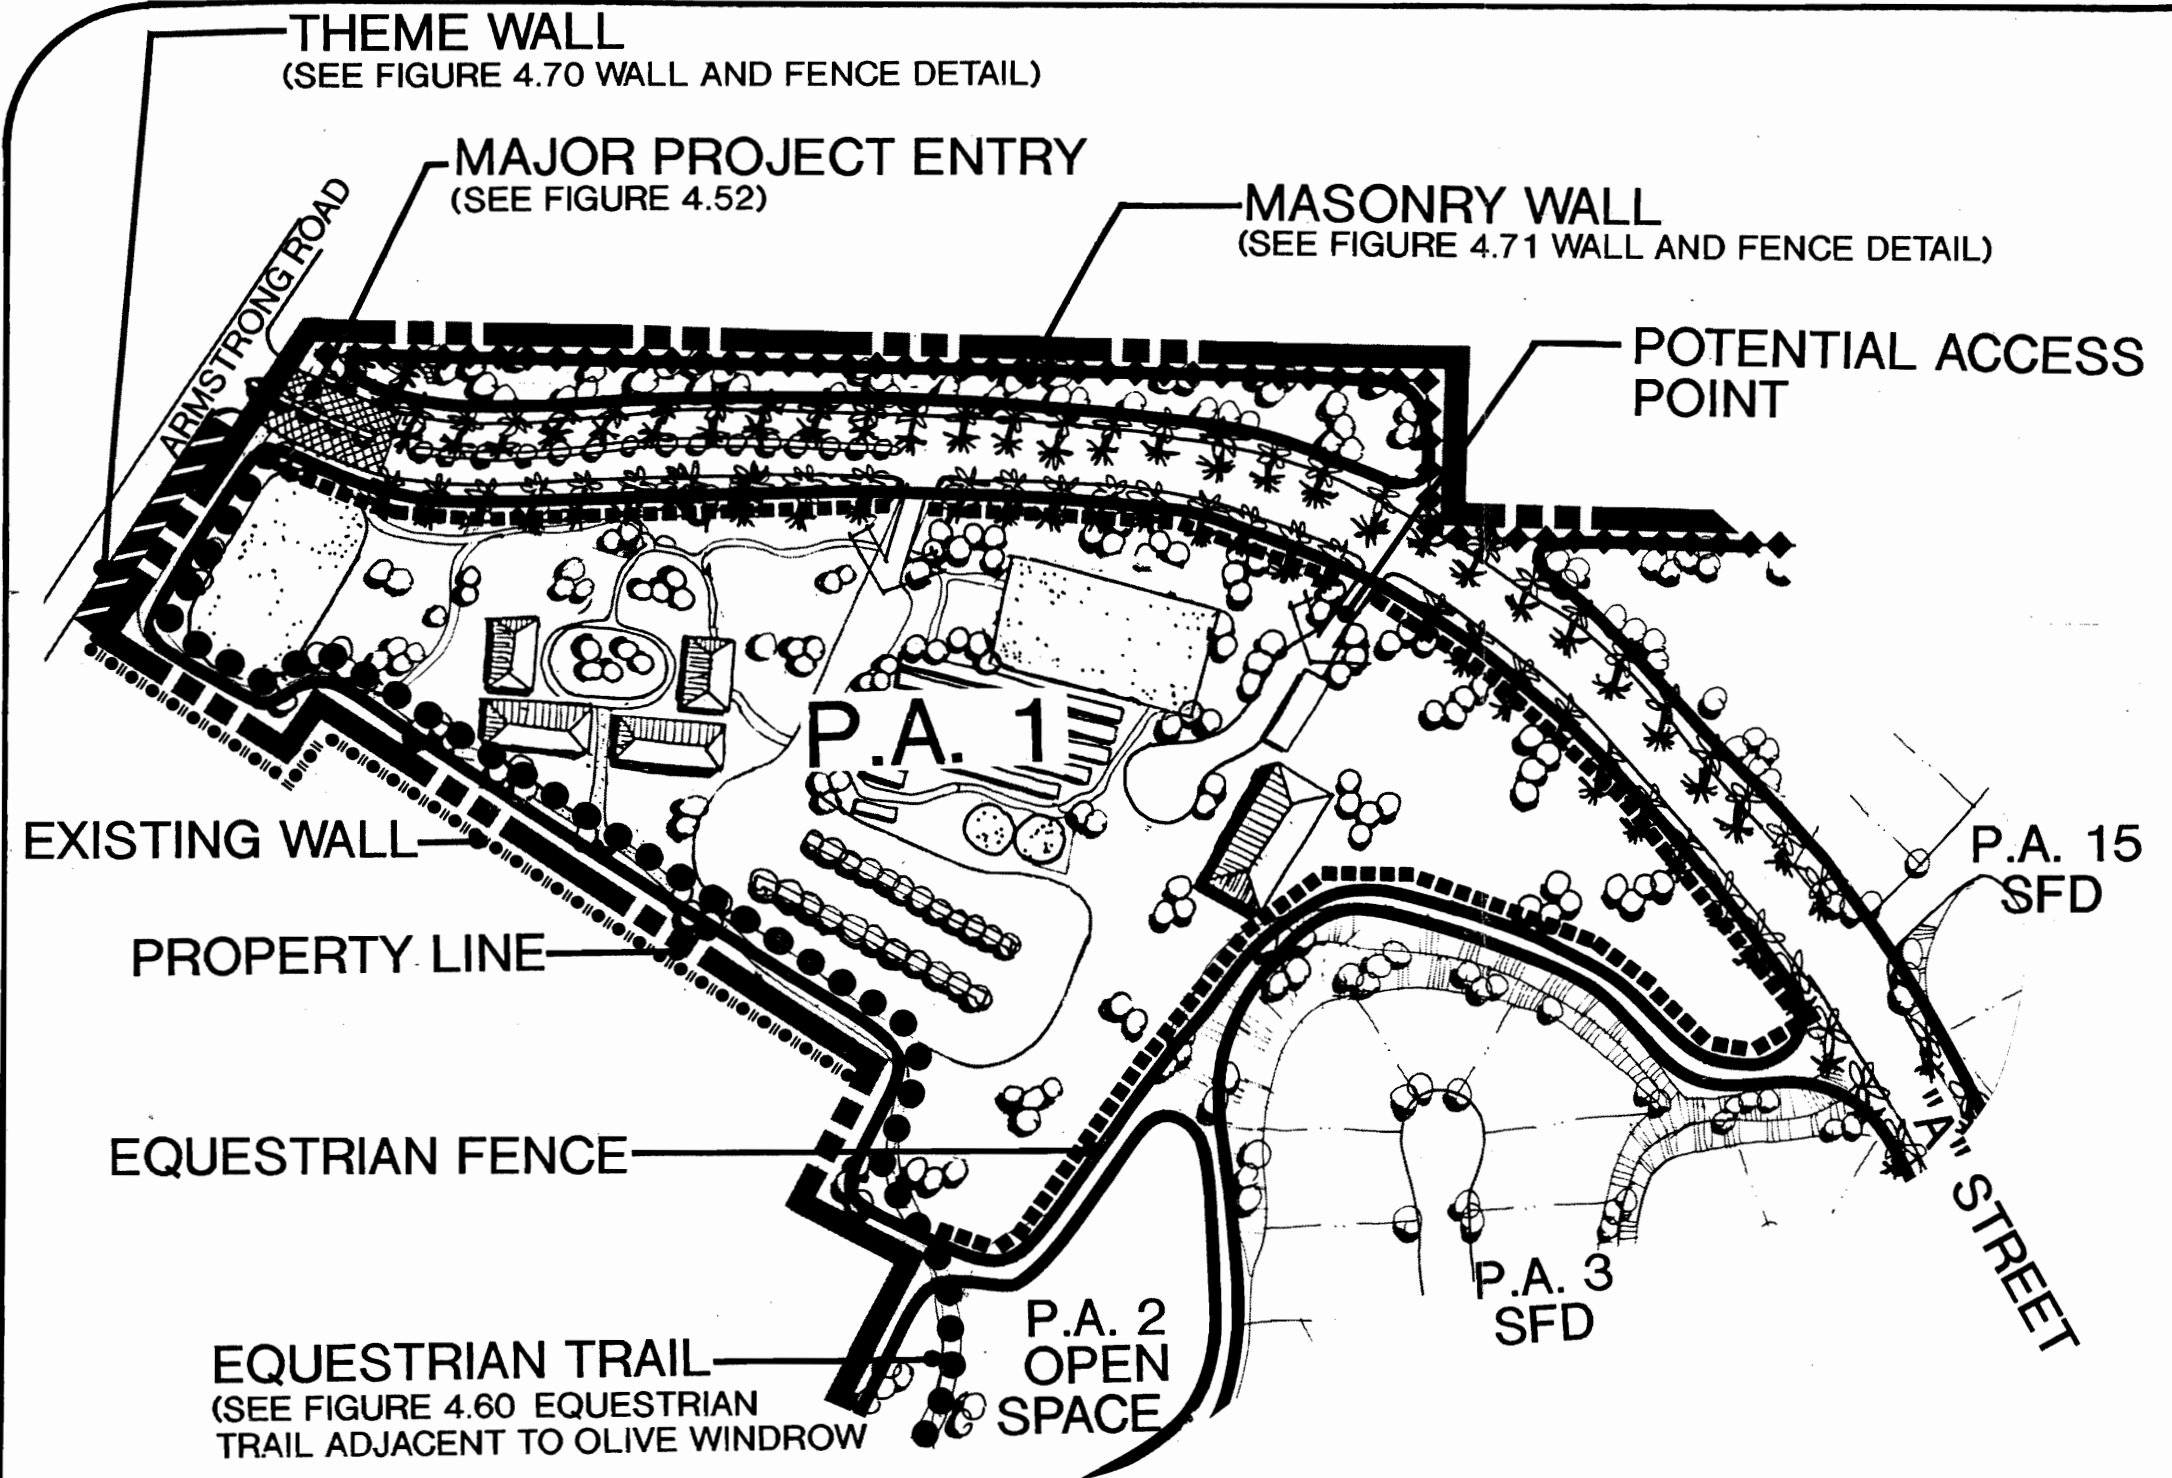 THEME WALL
(SEE FIGURE 4.70 WALL AND FENCE DETAIL)
MAJOR PROJECT ENTRY
(SEE FIGURE 4.52)
MASONRY WALL
(SEE FIGURE 4.71 WALL AND FENCE DETAIL)
ARMSTRONG ROAD
POTENTIAL ACCESS
POINT
P.A. 1
EXISTING WALL
P.A. 15
SFD
PROPERTY LINE
EQUESTRIAN FENCE
"A" STREET
P.A. 3
SFD
P.A. 2
OPEN
SPACE
EQUESTRIAN TRAIL
(SEE FIGURE 4.60 EQUESTRIAN
TRAIL ADJACENT TO OLIVE WINDROW